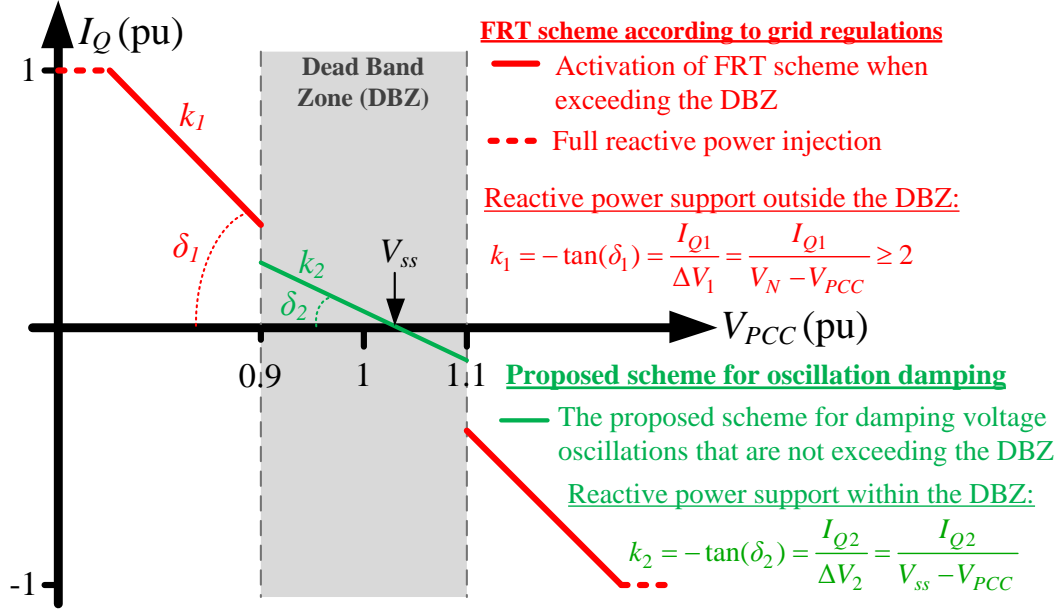 I_Q (pu)
1
k_1
δ_1
Dead Band
Zone (DBZ)
V_ss
k_2
δ_2
V_PCC (pu)
0.9
1
1.1
-1
FRT scheme according to grid regulations
Activation of FRT scheme when
exceeding the DBZ
Full reactive power injection
Reactive power support outside the DBZ:
k_1 = −tan(δ_1) = I_Q1 / ΔV_1 = I_Q1 / (V_N − V_PCC) ≥ 2
Proposed scheme for oscillation damping
The proposed scheme for damping voltage
oscillations that are not exceeding the DBZ
Reactive power support within the DBZ:
k_2 = −tan(δ_2) = I_Q2 / ΔV_2 = I_Q2 / (V_ss − V_PCC)